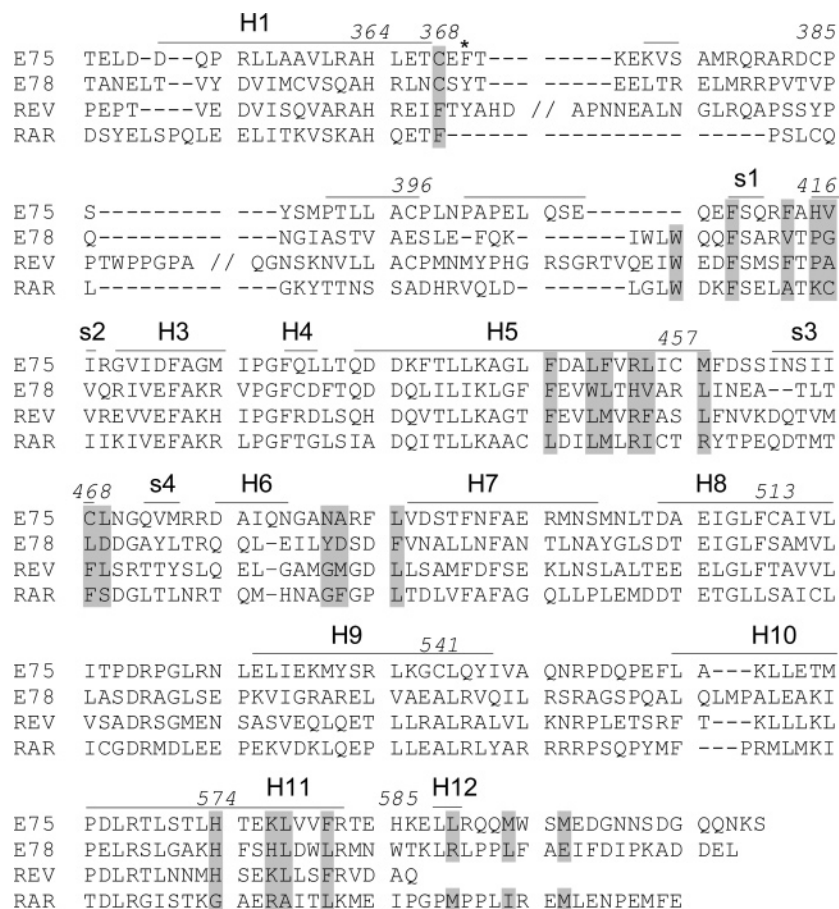 H1 364 368 385
*
E75 TELD-D--QP RLLAAVLRAH LETCEFT--- -----KEKVS AMRQRARDCP
E78 TANELT--VY DVIMCVSQAH RLNCSYT--- -----EELTR ELMRRPVTVP
REV PEPT----VE DVISQVARAH REIFTYAHD // APNNEALNG GLRQAPSSYP
RAR DSYELSPQLE ELITKVSKAH QETF------ ---------- -----PSLCQ
396 s1 416
E75 S--------- ---YSMPTLL ACPLNPAPEL QSE------- QEFSQRFAHV
E78 Q--------- ---NGIASTV AESLE-FQK- ----IWLW QQFSARVTPG
REV PTWPPGPA // QGNSKNVLL ACPMNMYPHG RSGRTVQEIW EDFSMSFTPA
RAR L--------- ---GKYTTNS SADHRVQLD- -----LGLW DKFSELATKC
s2 H3 H4 H5 457 s3
E75 IRGVIDFAGM IPGFQLLTQD DKFTLLKAGL FDALFVRLIC MFDSSINSII
E78 VQRIVEFAKR VPGFCDFTQD DQLILIKLGF FEVWLTHVAR LINEA--TLT
REV VREVVEFAKH IPGFRDLSQH DQVTLLKAGT FEVLMVRFAS LFNVKDQTVM
RAR IIKIVEFAKR LPGFTGLSIA DQITLLKAAC LDILMLRICT RYTPEQDTMT
468 s4 H6 H7 H8 513
E75 CLNGQVMRRD AIQNGANARF LVDSTFNFAE RMNSMNLTDA EIGLFCAIVL
E78 LDDGAYLTRQ QL-EILYDSD FVNALLNFAN TLNAYGLSDT EIGLFSAMVL
REV FLSRTTYSLQ EL-GAMGMGD LLSAMFDFSE KLNSLALTEE ELGLFTAVVL
RAR FSDGLTLNRT QM-HNAGFGP LTDLVFAFAG QLLPLEMDDT ETGLLSAICL
H9 541 H10
E75 ITPDRPGLRN LELIEKMYSR LKGCLQYIVA QNRPDQPEFL A---KLLETM
E78 LASDRAGLSE PKVIGRAREL VAEALRVQIL RSRAGSPQAL QLMPALEAKI
REV VSADRSGMEN SASVEQLQET LLRALRALVL KNRPLETSRF T---KLLLKL
RAR ICGDRMDLEE PEKVDKLQEP LLEALRLYAR RRRPSQPYMF ---PRMLMKI
574 H11 585 H12
E75 PDLRTLSTLH TEKLVVFRTE HKELLRQQMW SMEDGNNSDG QQNKS
E78 PELRSLGAKH FSHLDWLRMN WTKLRLPPLF AEIFDIPKAD DEL
REV PDLRTLNNMH SEKLLSFRVD AQ
RAR TDLRGISTKG AERAITLKME IPGPMPPLIR EMLENPEMFE